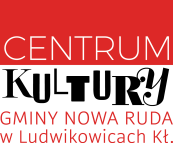 CENTRUM
KULTURY
GMINY NOWA RUDA
w Ludwikowicach Kł.